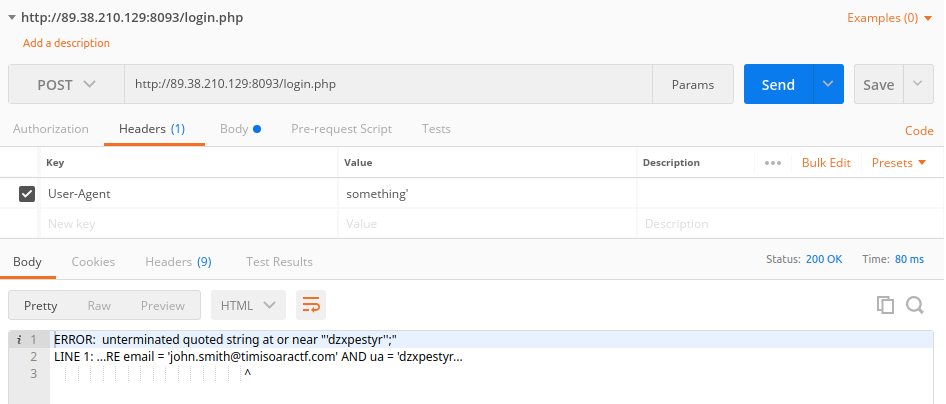 http://89.38.210.129:8093/login.php
Examples (0)
Add a description
POST
http://89.38.210.129:8093/login.php
Params
Send
Save
Authorization
Headers (1)
Body
Pre-request Script
Tests
Code
Key
Value
Description
Bulk Edit
Presets
User-Agent
something'
New key
Value
Description
Body
Cookies
Headers (9)
Test Results
Status: 200 OK
Time: 80 ms
Pretty
Raw
Preview
HTML
i 1 ERROR:  unterminated quoted string at or near "'dzxpestyr'';"
2 LINE 1: ...RE email = 'john.smith@timisoaractf.com' AND ua = 'dzxpestyr...
3 ^